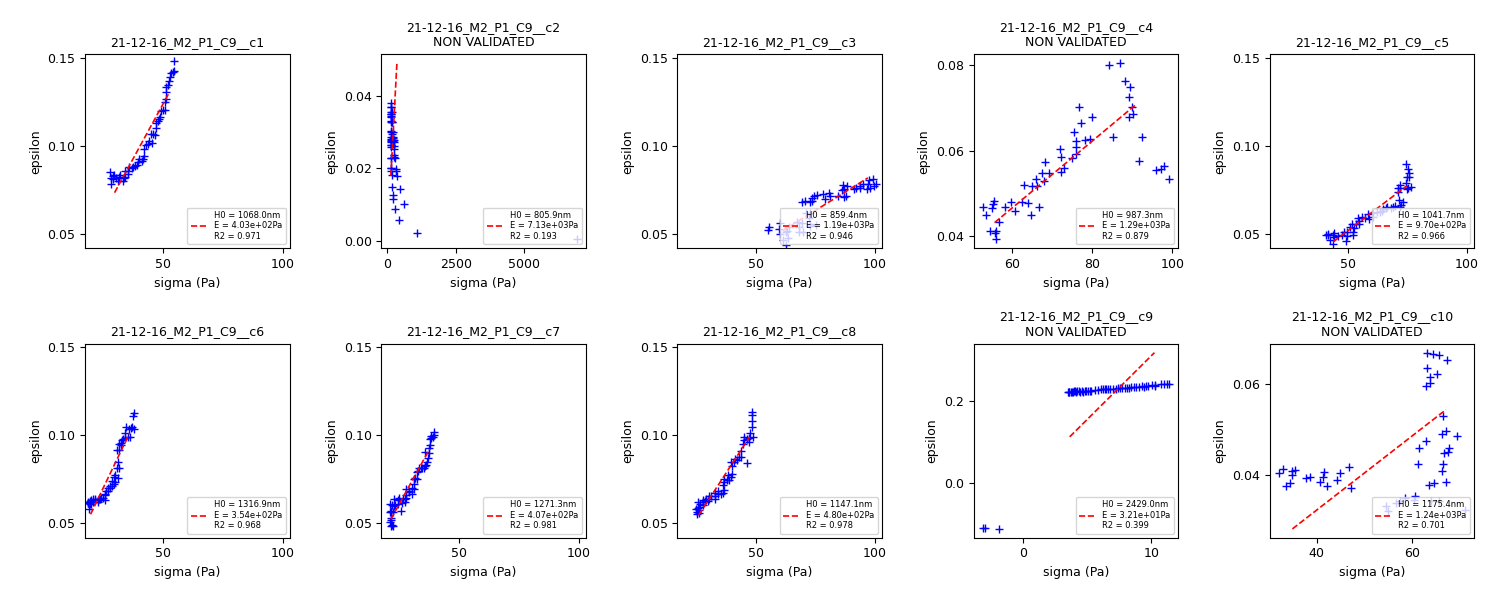 21-12-16_M2_P1_C9__c1
0.15
0.10
0.05
epsilon
50
100
sigma (Pa)
H0 = 1068.0nm
E = 4.03e+02Pa
R2 = 0.971
21-12-16_M2_P1_C9__c2
NON VALIDATED
0.04
0.02
0.00
epsilon
0
2500
5000
sigma (Pa)
H0 = 805.9nm
E = 7.13e+03Pa
R2 = 0.193
21-12-16_M2_P1_C9__c3
0.15
0.10
0.05
epsilon
50
100
sigma (Pa)
H0 = 859.4nm
E = 1.19e+03Pa
R2 = 0.946
21-12-16_M2_P1_C9__c4
NON VALIDATED
0.08
0.06
0.04
epsilon
60
80
100
sigma (Pa)
H0 = 987.3nm
E = 1.29e+03Pa
R2 = 0.879
21-12-16_M2_P1_C9__c5
0.15
0.10
0.05
epsilon
50
100
sigma (Pa)
H0 = 1041.7nm
E = 9.70e+02Pa
R2 = 0.966
21-12-16_M2_P1_C9__c6
0.15
0.10
0.05
epsilon
50
100
sigma (Pa)
H0 = 1316.9nm
E = 3.54e+02Pa
R2 = 0.968
21-12-16_M2_P1_C9__c7
0.15
0.10
0.05
epsilon
50
100
sigma (Pa)
H0 = 1271.3nm
E = 4.07e+02Pa
R2 = 0.981
21-12-16_M2_P1_C9__c8
0.15
0.10
0.05
epsilon
50
100
sigma (Pa)
H0 = 1147.1nm
E = 4.80e+02Pa
R2 = 0.978
21-12-16_M2_P1_C9__c9
NON VALIDATED
0.2
0.0
epsilon
0
10
sigma (Pa)
H0 = 2429.0nm
E = 3.21e+01Pa
R2 = 0.399
21-12-16_M2_P1_C9__c10
NON VALIDATED
0.06
0.04
epsilon
40
60
sigma (Pa)
H0 = 1175.4nm
E = 1.24e+03Pa
R2 = 0.701